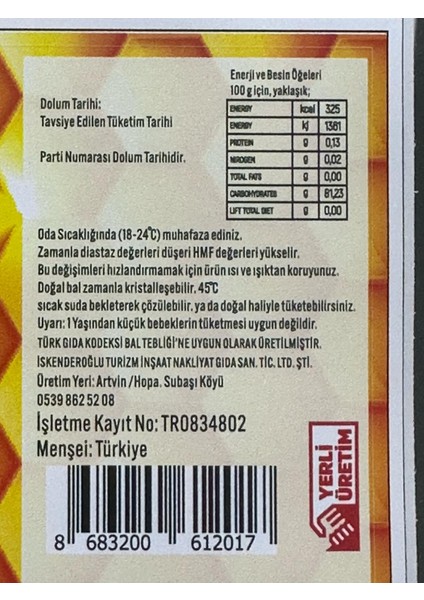 Enerji ve Besin Öğeleri
100 g için, yaklaşık;
ENERGY kcal 325
ENERGY kj 1381
PROTEIN g 0,13
NIROGEN g 0,02
TOTAL FATS g 0,00
CARBOHYDRATES g 81,23
LIFT TOTAL DIET g 0,00
Dolum Tarihi:
Tavsiye Edilen Tüketim Tarihi
Parti Numarası Dolum Tarihidir.
Oda Sıcaklığında (18-24°C) muhafaza ediniz.
Zamanla diastaz değerleri düşeri HMF değerleri yükselir.
Bu değişimleri hızlandırmamak için ürün ısı ve ışıktan koruyunuz.
Doğal bal zamanla kristalleşebilir. 45°C
sıcak suda bekleterek çözülebilir. ya da doğal haliyle tüketebilirsiniz.
Uyarı: 1 Yaşından küçük bebeklerin tüketmesi uygun değildir.
TÜRK GIDA KODEKSİ BAL TEBLİĞİ'NE UYGUN OLARAK ÜRETİLMİŞTİR.
İSKENDEROĞLU TURİZM İNŞAAT NAKLİYAT GIDA SAN. TİC. LTD. ŞTİ.
Üretim Yeri: Artvin /Hopa. Subaşı Köyü
0539 862 52 08
İşletme Kayıt No: TR0834802
Menşei: Türkiye
YERLİ
ÜRETİM
8 683200 612017